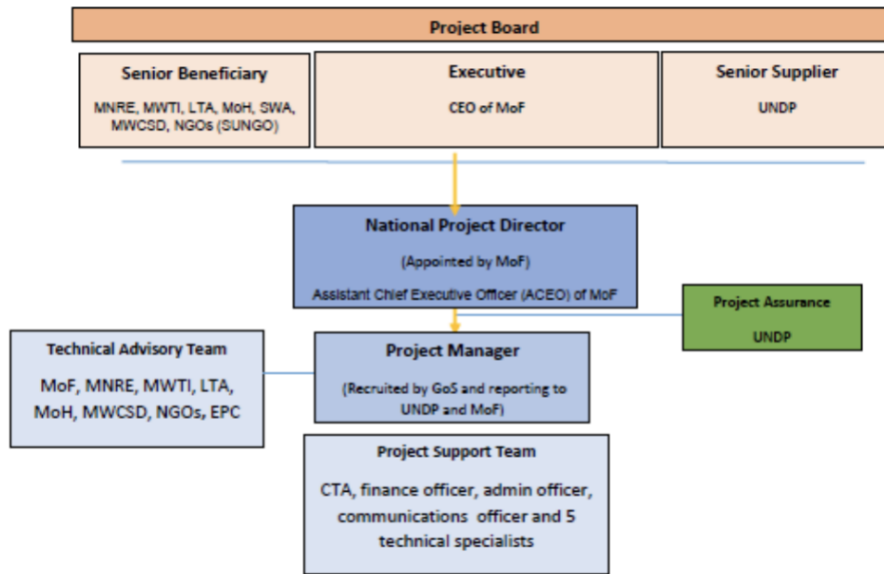 Project Board
Senior Beneficiary
MNRE, MWTI, LTA, MoH, SWA,
MWCSD, NGOs (SUNGO)
Executive
CEO of MoF
Senior Supplier
UNDP
National Project Director
(Appointed by MoF)
Assistant Chief Executive Officer (ACEO) of MoF
Project Assurance
UNDP
Technical Advisory Team
MoF, MNRE, MWTI, LTA,
MoH, MWCSD, NGOs, EPC
Project Manager
(Recruited by GoS and reporting to
UNDP and MoF)
Project Support Team
CTA, finance officer, admin officer,
communications officer and 5
technical specialists